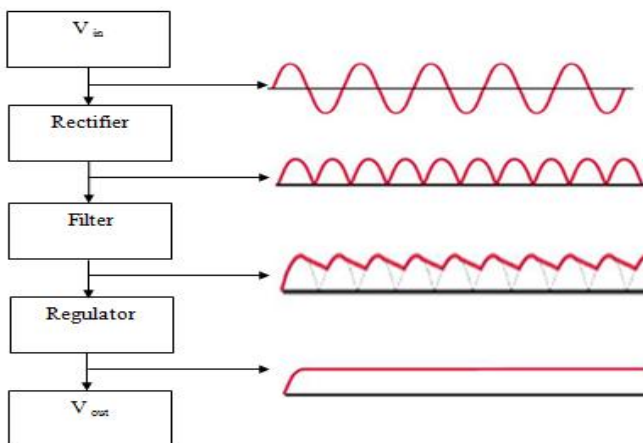 V in
Rectifier
Filter
Regulator
V out